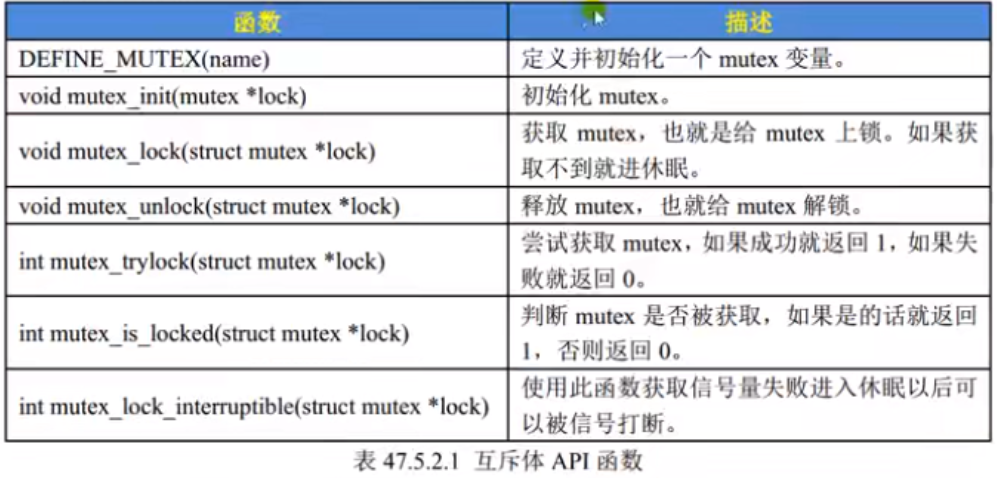 函数 描述
DEFINE_MUTEX(name) 定义并初始化一个 mutex 变量。
void mutex_init(mutex *lock) 初始化 mutex。
void mutex_lock(struct mutex *lock) 获取 mutex，也就是给 mutex 上锁。如果获
取不到就进休眠。
void mutex_unlock(struct mutex *lock) 释放 mutex，也就给 mutex 解锁。
int mutex_trylock(struct mutex *lock) 尝试获取 mutex，如果成功就返回 1，如果失
败就返回 0。
int mutex_is_locked(struct mutex *lock) 判断 mutex 是否被获取，如果是的话就返回
1，否则返回 0。
int mutex_lock_interruptible(struct mutex *lock) 使用此函数获取信号量失败进入休眠以后可
以被信号打断。
表 47.5.2.1 互斥体 API 函数